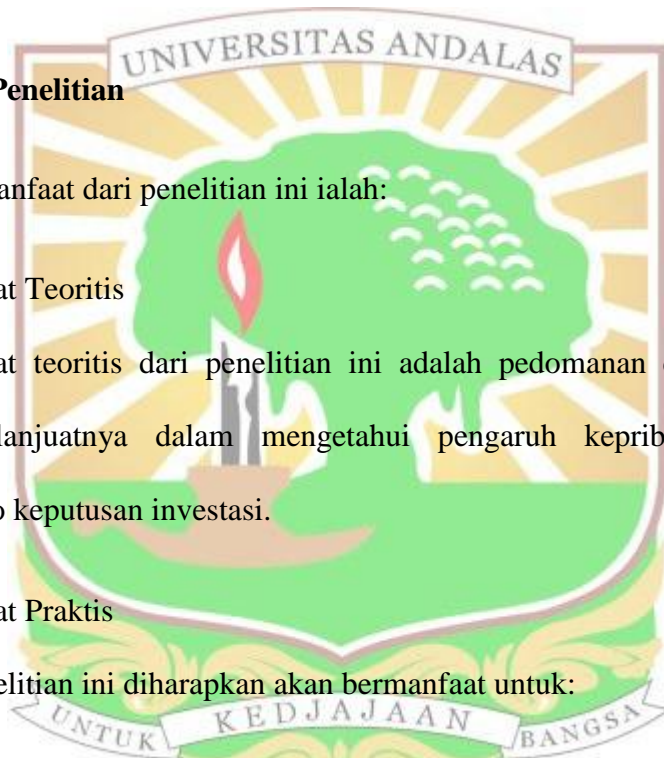 UNIVERSITAS ANDALAS
Penelitian
anfaat dari penelitian ini ialah:
at Teoritis
at teoritis dari penelitian ini adalah pedomanan
lanjuatnya dalam mengetahui pengaruh keprib
keputusan investasi.
at Praktis
elitian ini diharapkan akan bermanfaat untuk:
UNTUK KEDJAJAAN BANGSA